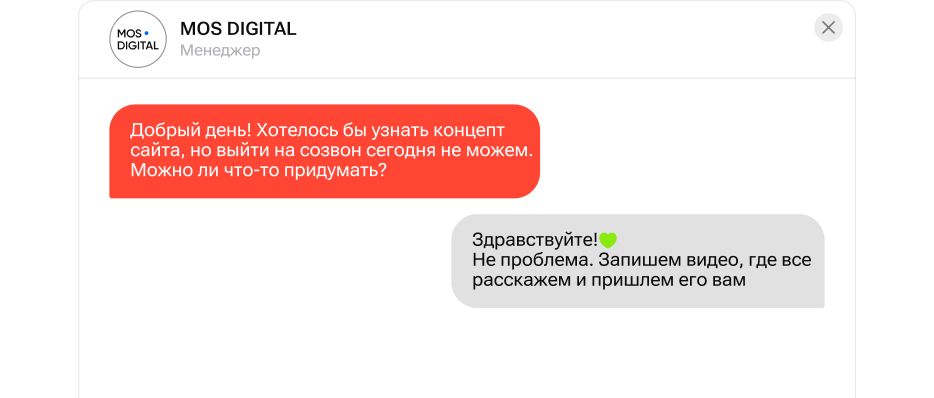 MOS
DIGITAL
MOS DIGITAL
Менеджер
Добрый день! Хотелось бы узнать концепт
сайта, но выйти на созвон сегодня не можем.
Можно ли что-то придумать?
Здравствуйте!💚
Не проблема. Запишем видео, где все
расскажем и пришлем его вам